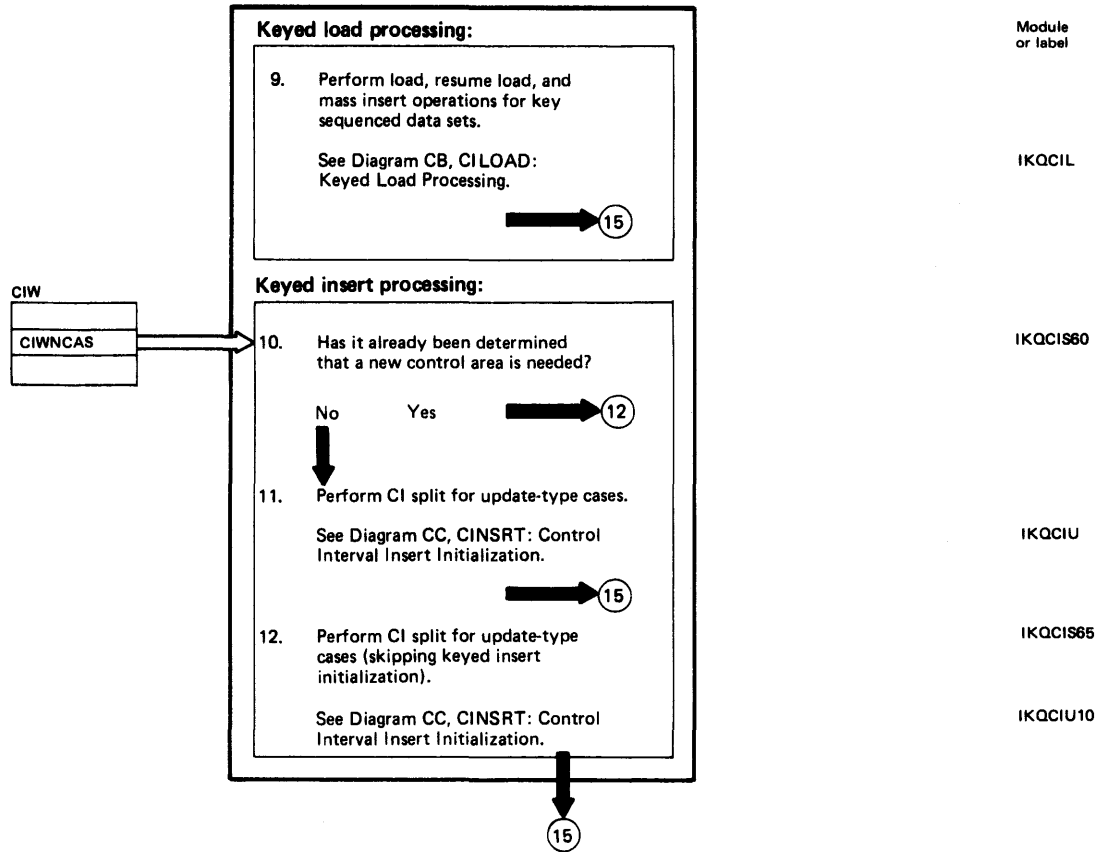 Keyed load processing:
Module
or label
9. Perform load, resume load, and
mass insert operations for key
sequenced data sets.
See Diagram CB, CILOAD:
Keyed Load Processing.
IKQCIL
15
Keyed insert processing:
CIW
CIWNCAS
10. Has it already been determined
that a new control area is needed?
IKQCIS60
No Yes
12
11. Perform CI split for update-type cases.
See Diagram CC, CINSRT: Control
Interval Insert Initialization.
IKQCIU
15
12. Perform CI split for update-type
cases (skipping keyed insert
initialization).
IKQCIS65
See Diagram CC, CINSRT: Control
Interval Insert Initialization.
IKQCIU10
15